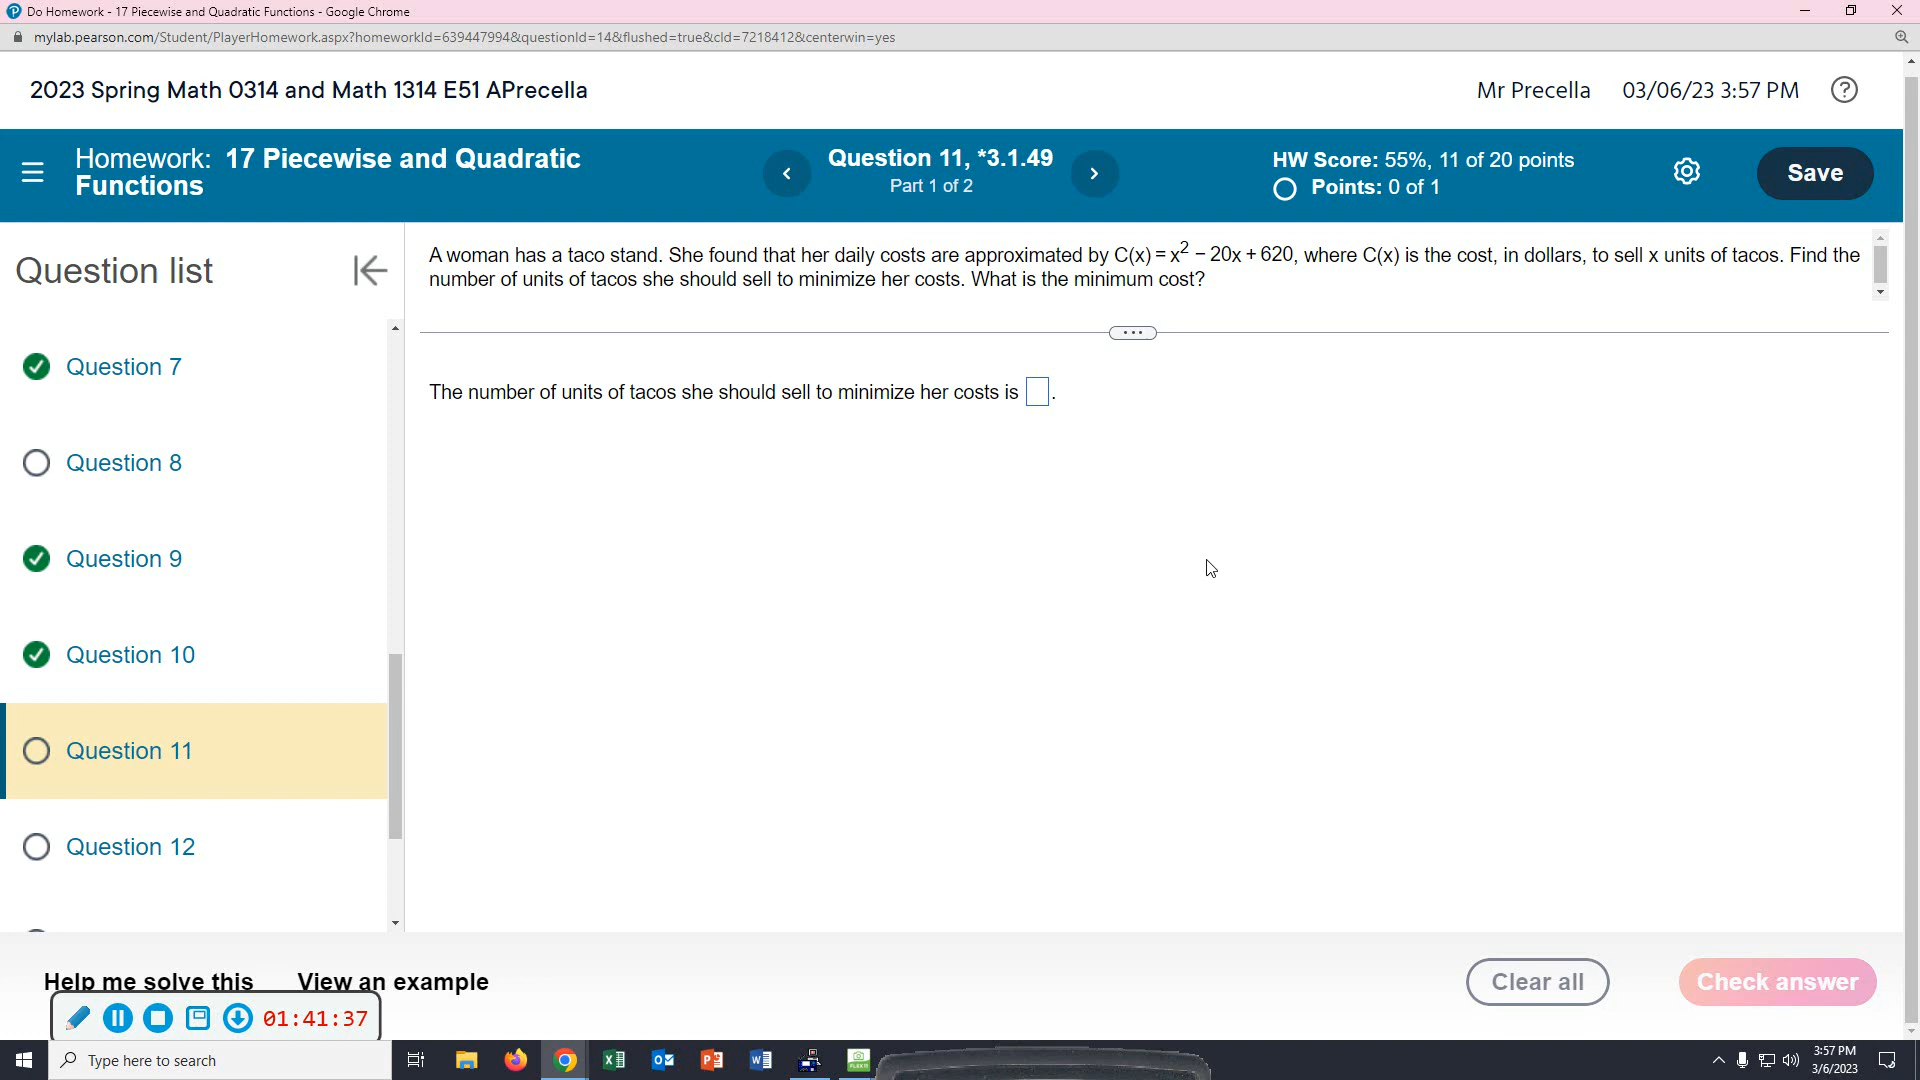 Do Homework - 17 Piecewise and Quadratic Functions - Google Chrome
mylab.pearson.com/Student/PlayerHomework.aspx?homeworkId=639447994&questionId=14&flushed=true&cId=7218412&centerwin=yes
2023 Spring Math 0314 and Math 1314 E51 APrecella
Mr Precella 03/06/23 3:57 PM ?
Homework: 17 Piecewise and Quadratic
Functions
Question 11, *3.1.49
Part 1 of 2
HW Score: 55%, 11 of 20 points
Points: 0 of 1
Save
Question list
Question 7
Question 8
Question 9
Question 10
Question 11
Question 12
A woman has a taco stand. She found that her daily costs are approximated by C(x) = x² − 20x + 620, where C(x) is the cost, in dollars, to sell x units of tacos. Find the
number of units of tacos she should sell to minimize her costs. What is the minimum cost?
The number of units of tacos she should sell to minimize her costs is .
Help me solve this View an example
Clear all
Check answer
01:41:37
Type here to search
3:57 PM
3/6/2023